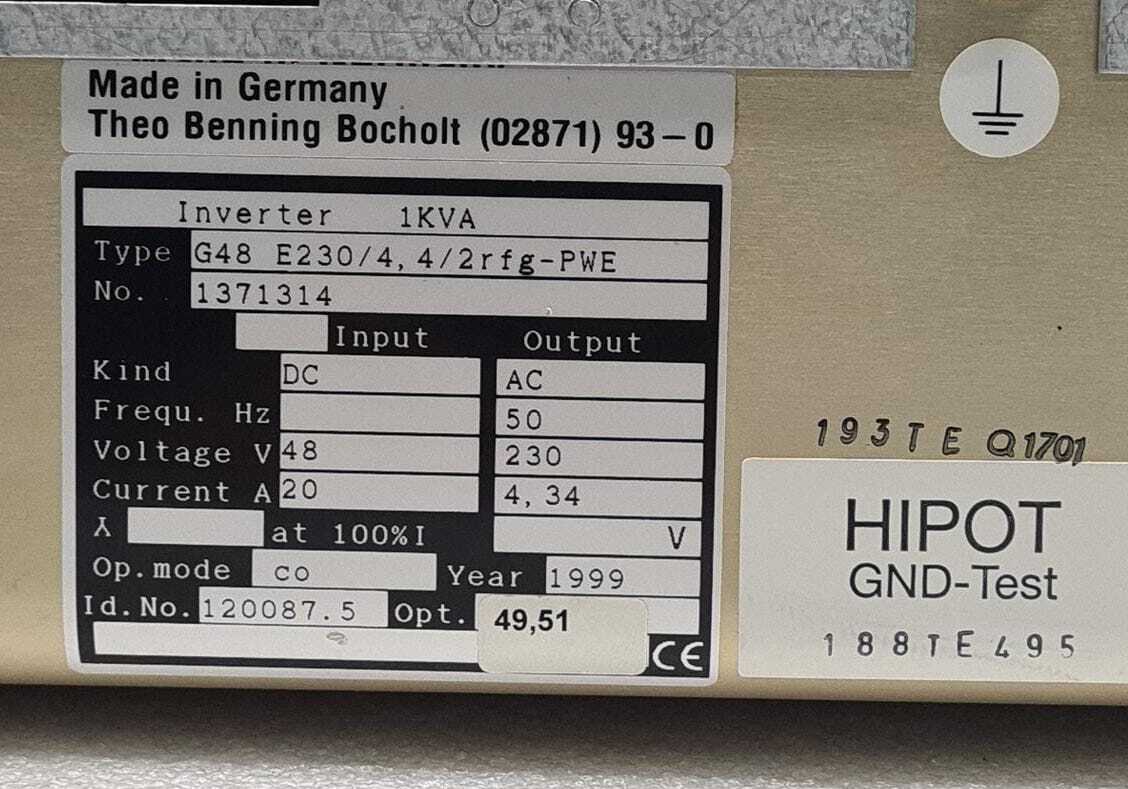 Made in Germany
Theo Benning Bocholt (02871) 93-0
Inverter 1KVA
Type G48 E230/4,4/2rfg-PWE
No. 1371314
Input Output
Kind DC AC
Frequ. Hz 50
Voltage V 48 230
Current A 20 4,34
at 100%I V
Op.mode co Year 1999
Id.No. 120087.5 Opt. 49,51
CE
193TE Q1701
HIPOT
GND-Test
188TE495